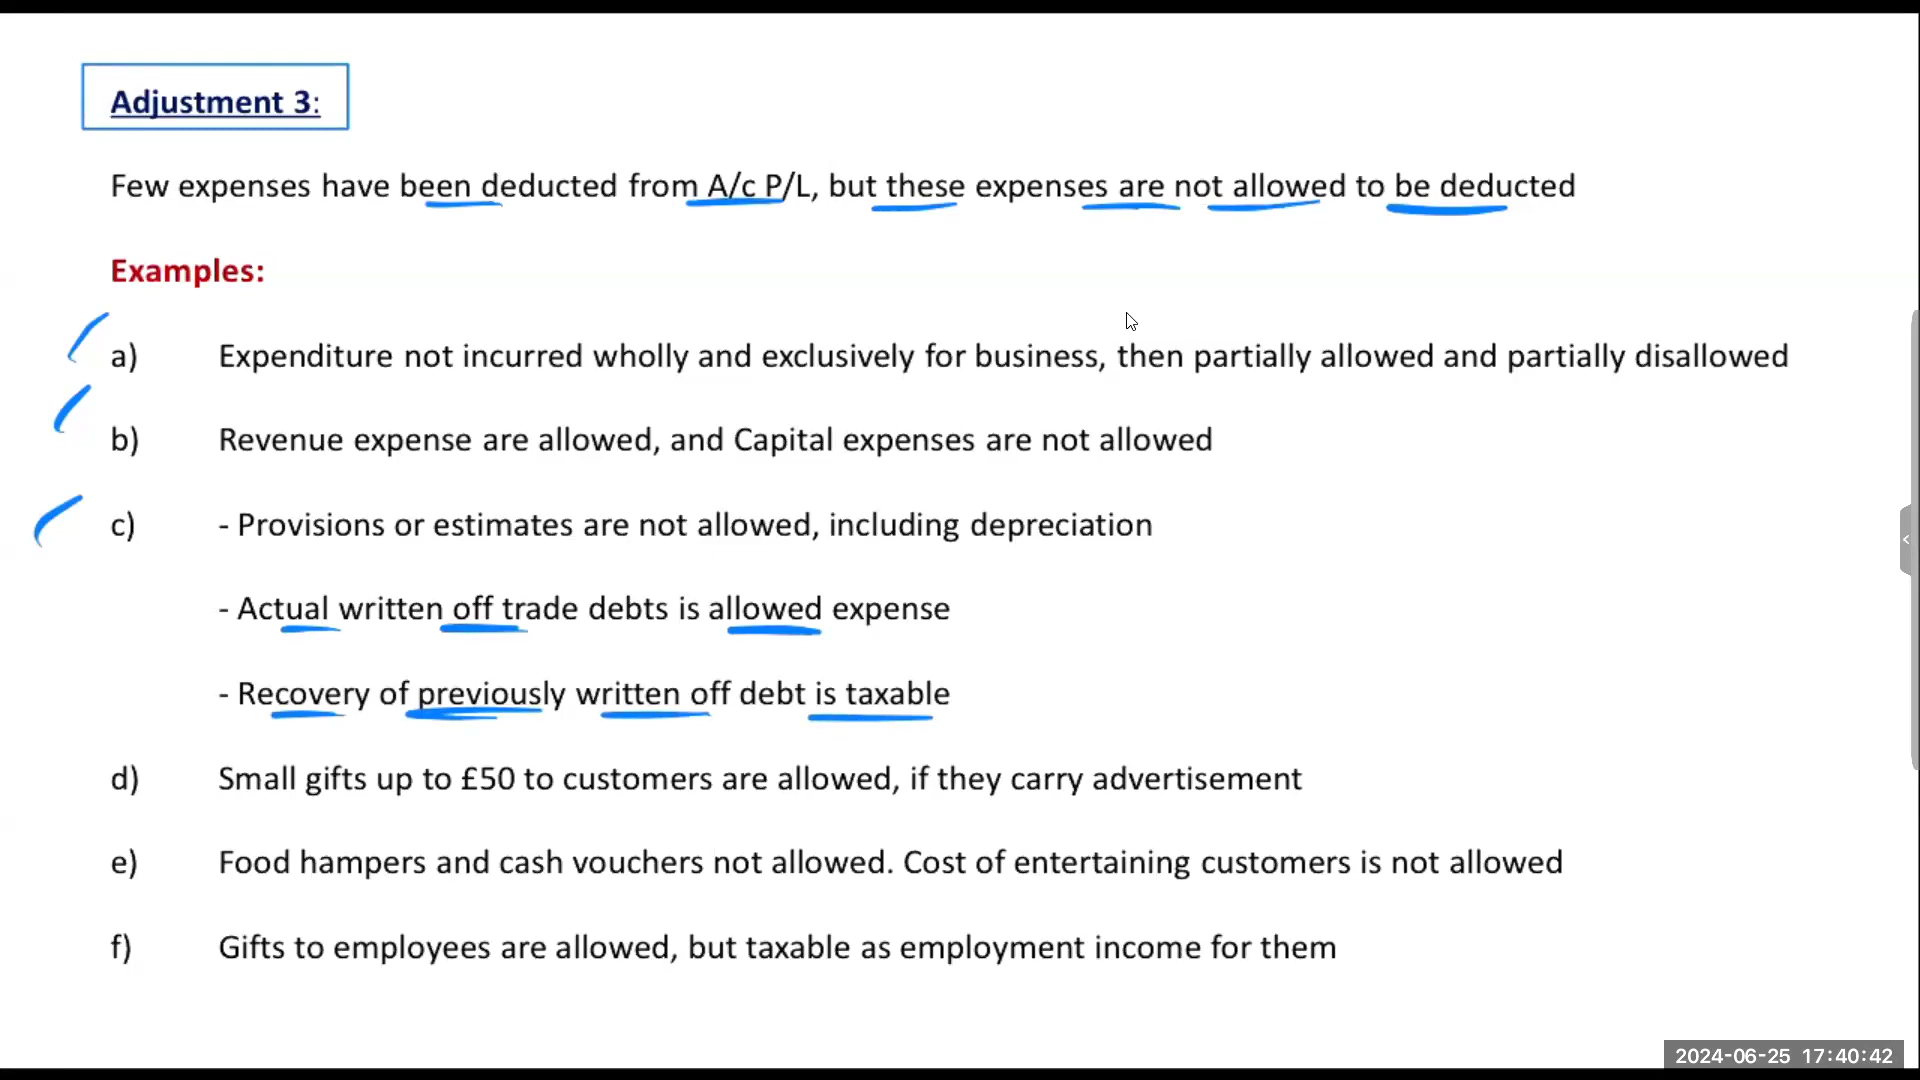 Adjustment 3:
Few expenses have been deducted from A/c P/L, but these expenses are not allowed to be deducted
Examples:
a) Expenditure not incurred wholly and exclusively for business, then partially allowed and partially disallowed
b) Revenue expense are allowed, and Capital expenses are not allowed
c) - Provisions or estimates are not allowed, including depreciation
- Actual written off trade debts is allowed expense
- Recovery of previously written off debt is taxable
d) Small gifts up to £50 to customers are allowed, if they carry advertisement
e) Food hampers and cash vouchers not allowed. Cost of entertaining customers is not allowed
f) Gifts to employees are allowed, but taxable as employment income for them
2024-06-25 17:40:42